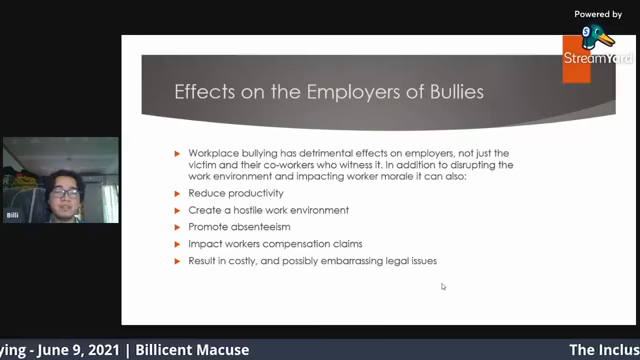 Powered by
StreamYard
Effects on the Employers of Bullies
Workplace bullying has detrimental effects on employers, not just the
victim and their co-workers who witness it. In addition to disrupting the
work environment and impacting worker morale it can also:
Reduce productivity
Create a hostile work environment
Promote absenteeism
Impact workers compensation claims
Result in costly, and possibly embarrassing legal issues
Billi
ying - June 9, 2021 | Billicent Macuse
The Inclus